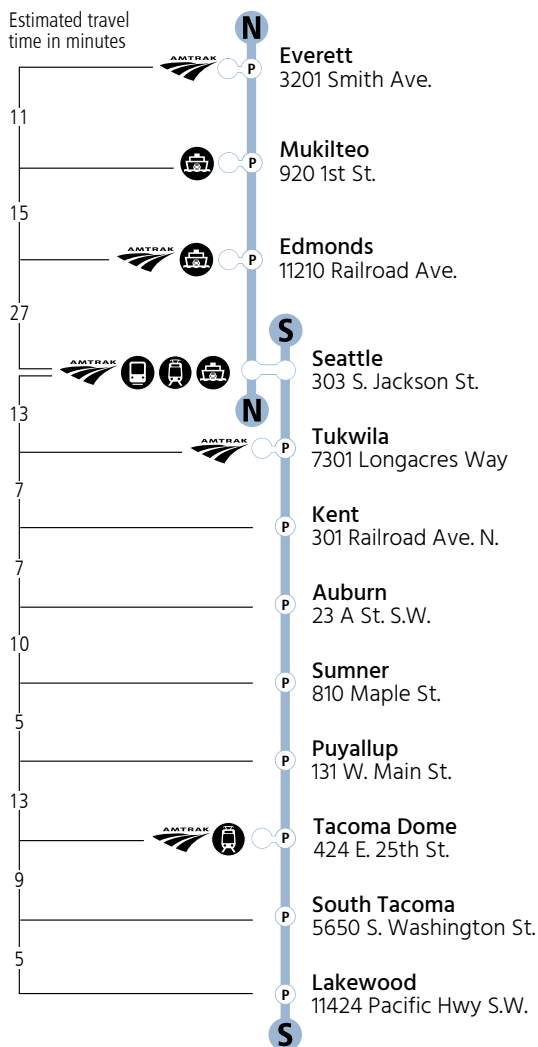 Estimated travel
time in minutes
N
AMTRAK
P
Everett
3201 Smith Ave.
11
P
Mukilteo
920 1st St.
15
AMTRAK
P
Edmonds
11210 Railroad Ave.
27
S
AMTRAK
Seattle
303 S. Jackson St.
N
13
AMTRAK
P
Tukwila
7301 Longacres Way
7
P
Kent
301 Railroad Ave. N.
7
P
Auburn
23 A St. S.W.
10
P
Sumner
810 Maple St.
5
P
Puyallup
131 W. Main St.
13
AMTRAK
P
Tacoma Dome
424 E. 25th St.
9
P
South Tacoma
5650 S. Washington St.
5
P
Lakewood
11424 Pacific Hwy S.W.
S